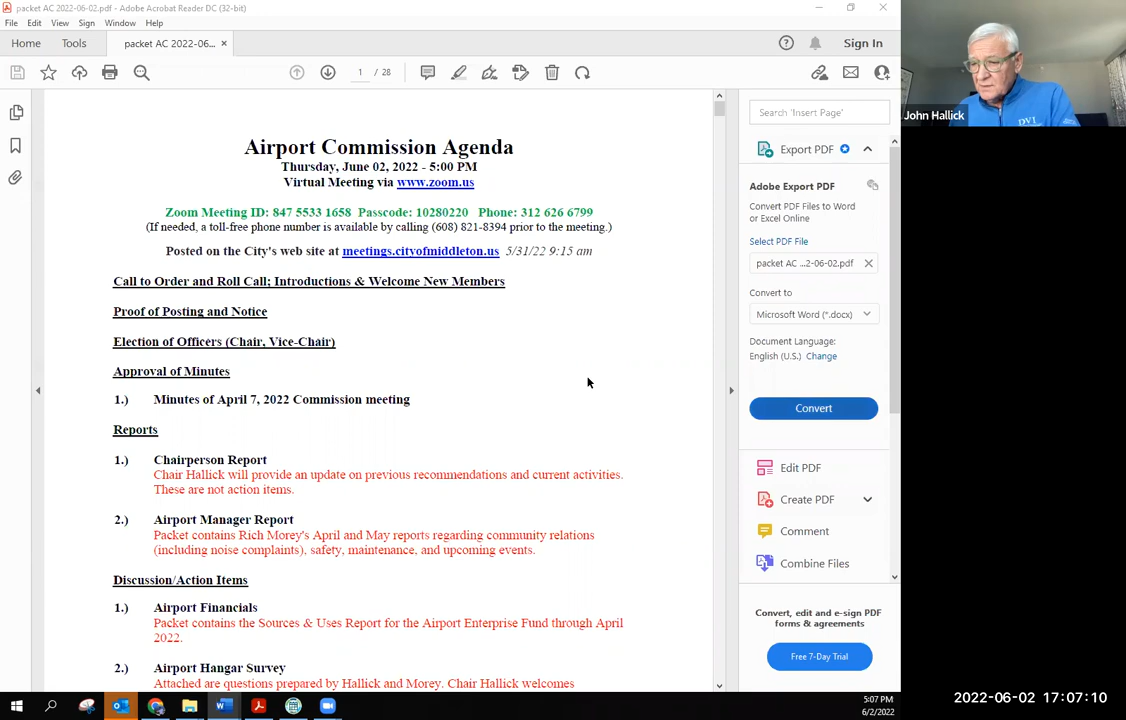 packet AC 2022-06-02.pdf - Adobe Acrobat Reader DC (32-bit)
File Edit View Sign Window Help
Home Tools packet AC 2022-06... × Sign In
1 / 28
John Hallick
DVI
Airport Commission Agenda
Thursday, June 02, 2022 - 5:00 PM
Virtual Meeting via www.zoom.us
Zoom Meeting ID: 847 5533 1658 Passcode: 10280220 Phone: 312 626 6799
(If needed, a toll-free phone number is available by calling (608) 821-8394 prior to the meeting.)
Posted on the City's web site at meetings.cityofmiddleton.us 5/31/22 9:15 am
Call to Order and Roll Call; Introductions & Welcome New Members
Proof of Posting and Notice
Election of Officers (Chair, Vice-Chair)
Approval of Minutes
1.) Minutes of April 7, 2022 Commission meeting
Reports
1.) Chairperson Report
Chair Hallick will provide an update on previous recommendations and current activities.
These are not action items.
2.) Airport Manager Report
Packet contains Rich Morey's April and May reports regarding community relations
(including noise complaints), safety, maintenance, and upcoming events.
Discussion/Action Items
1.) Airport Financials
Packet contains the Sources & Uses Report for the Airport Enterprise Fund through April
2022.
2.) Airport Hangar Survey
Attached are questions prepared by Hallick and Morey. Chair Hallick welcomes
Search 'Insert Page'
Export PDF
Adobe Export PDF
Convert PDF Files to Word
or Excel Online
Select PDF File
packet AC ...2-06-02.pdf
Convert to
Microsoft Word (*.docx)
Document Language:
English (U.S.) Change
Convert
Edit PDF
Create PDF
Comment
Combine Files
Convert, edit and e-sign PDF
forms & agreements
Free 7-Day Trial
5:07 PM
6/2/2022
2022-06-02 17:07:10